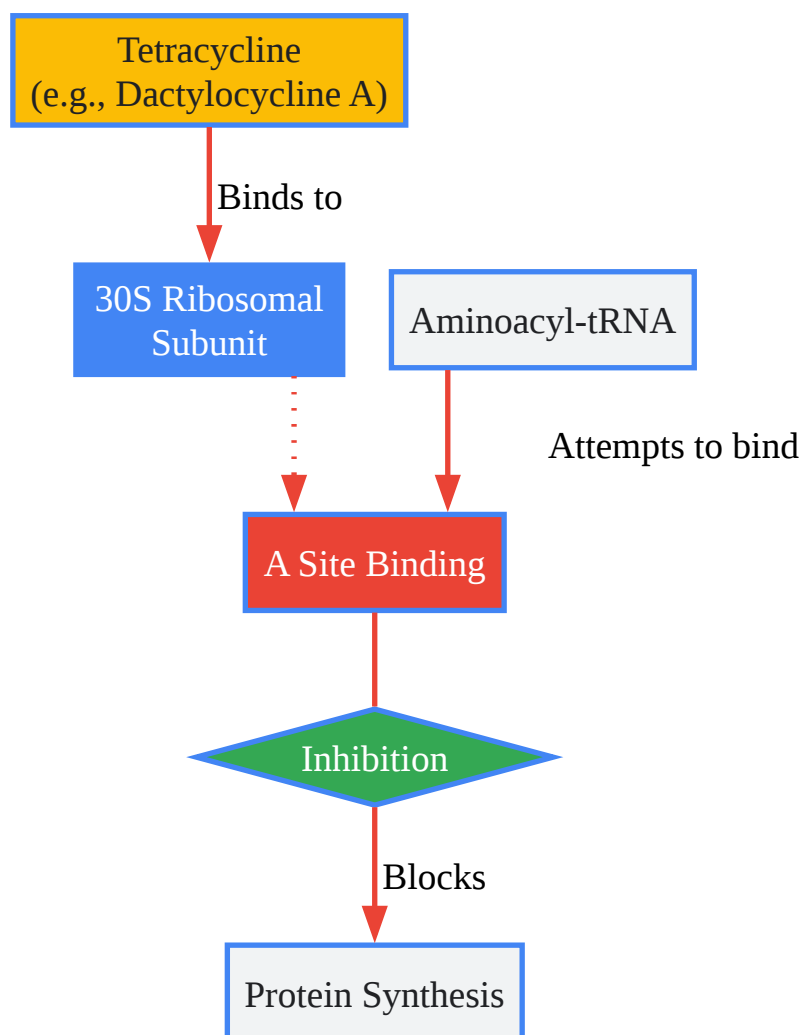 Tetracycline
(e.g., Dactylocycline A)
Binds to
30S Ribosomal
Subunit
Aminoacyl-tRNA
Attempts to bind
A Site Binding
Inhibition
Blocks
Protein Synthesis